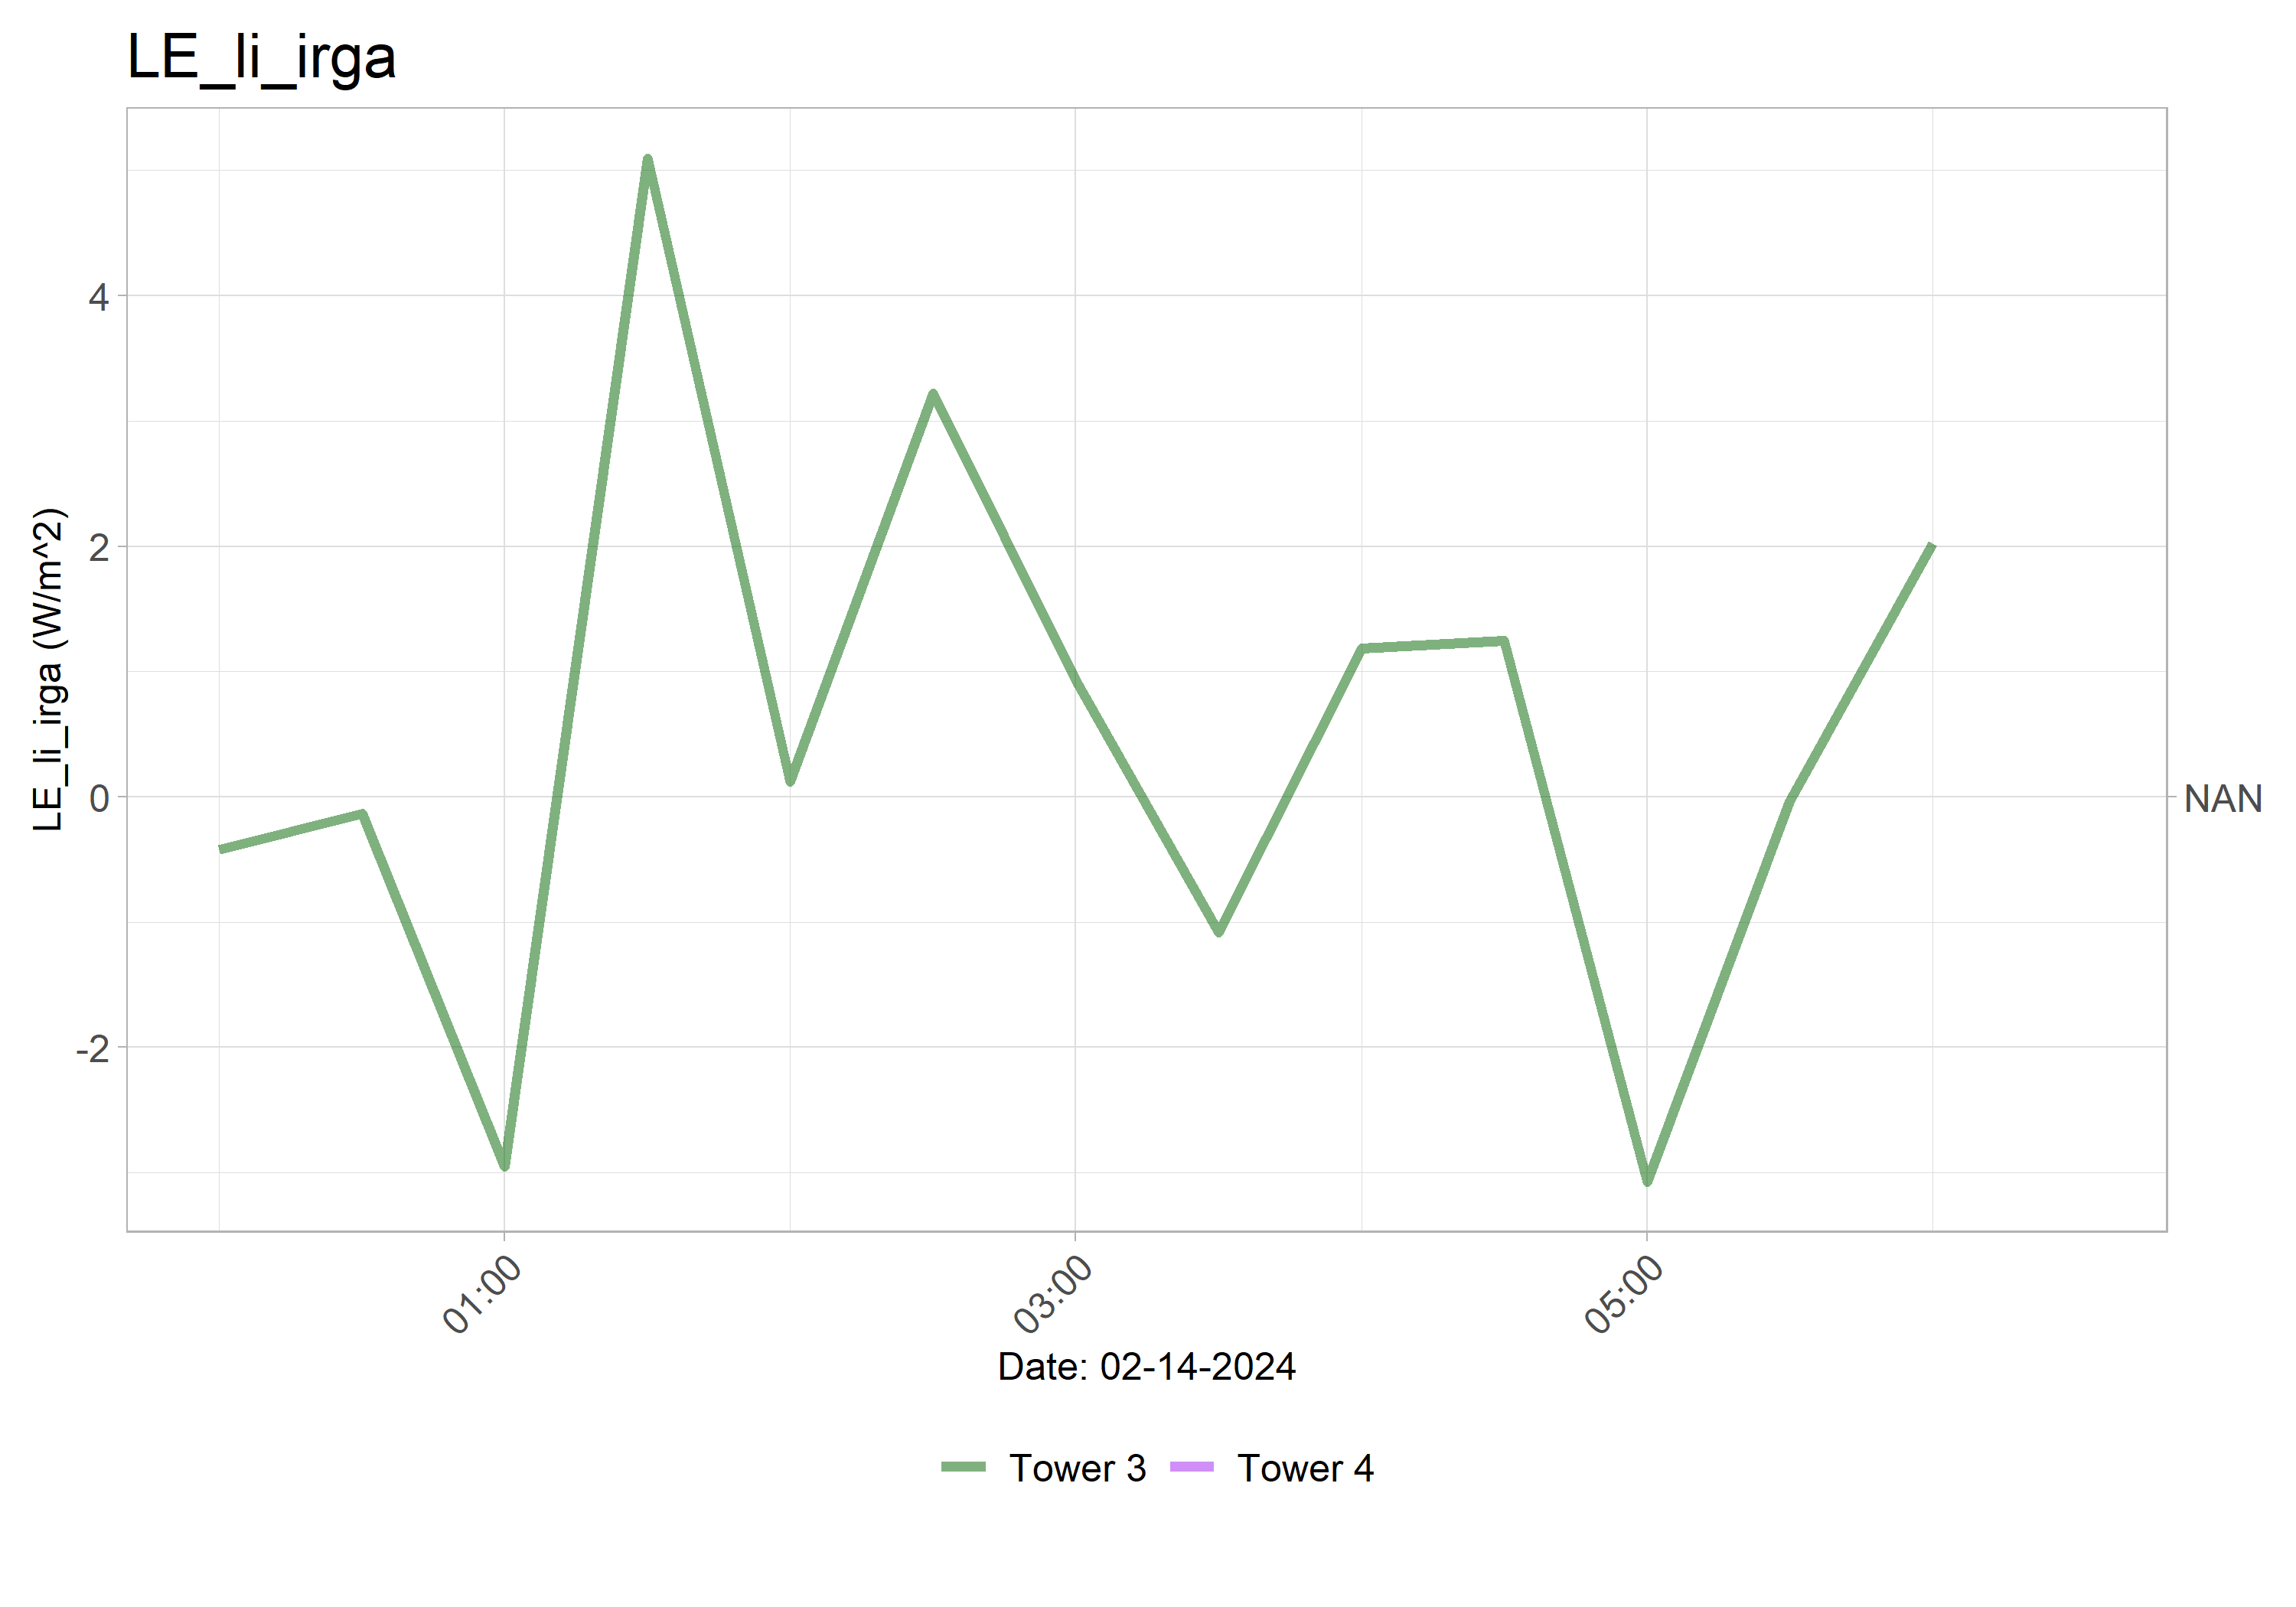 LE_li_irga
LE_li_irga (W/m^2)
4
2
0
-2
NAN
01:00
03:00
05:00
Date: 02-14-2024
Tower 3
Tower 4